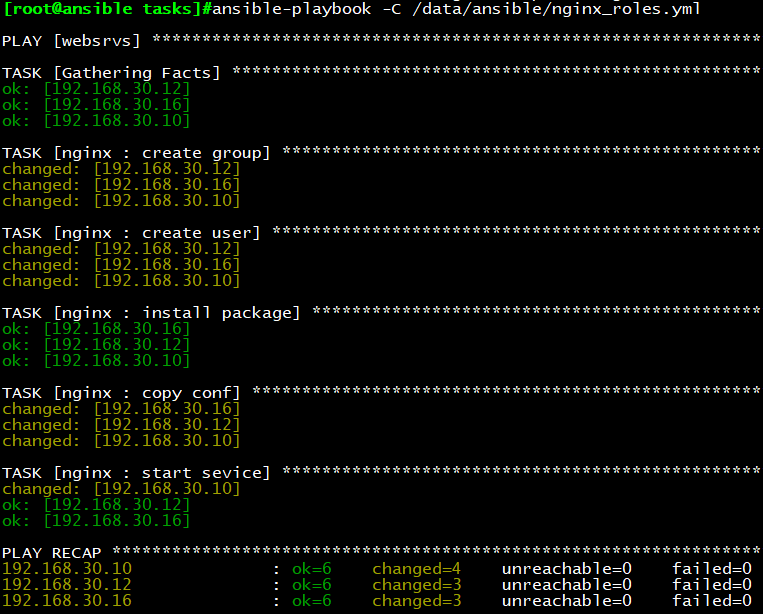 [root@ansible tasks]#ansible-playbook -C /data/ansible/nginx_roles.yml
PLAY [websrvs] *************************************************************
TASK [Gathering Facts] *****************************************************
ok: [192.168.30.12]
ok: [192.168.30.16]
ok: [192.168.30.10]
TASK [nginx : create group] ************************************************
changed: [192.168.30.12]
changed: [192.168.30.16]
changed: [192.168.30.10]
TASK [nginx : create user] *************************************************
changed: [192.168.30.12]
changed: [192.168.30.16]
changed: [192.168.30.10]
TASK [nginx : install package] *********************************************
ok: [192.168.30.16]
ok: [192.168.30.12]
ok: [192.168.30.10]
TASK [nginx : copy conf] ***************************************************
changed: [192.168.30.16]
changed: [192.168.30.12]
changed: [192.168.30.10]
TASK [nginx : start sevice] ************************************************
changed: [192.168.30.10]
ok: [192.168.30.12]
ok: [192.168.30.16]
PLAY RECAP *****************************************************************
192.168.30.10              : ok=6    changed=4    unreachable=0    failed=0
192.168.30.12              : ok=6    changed=3    unreachable=0    failed=0
192.168.30.16              : ok=6    changed=3    unreachable=0    failed=0